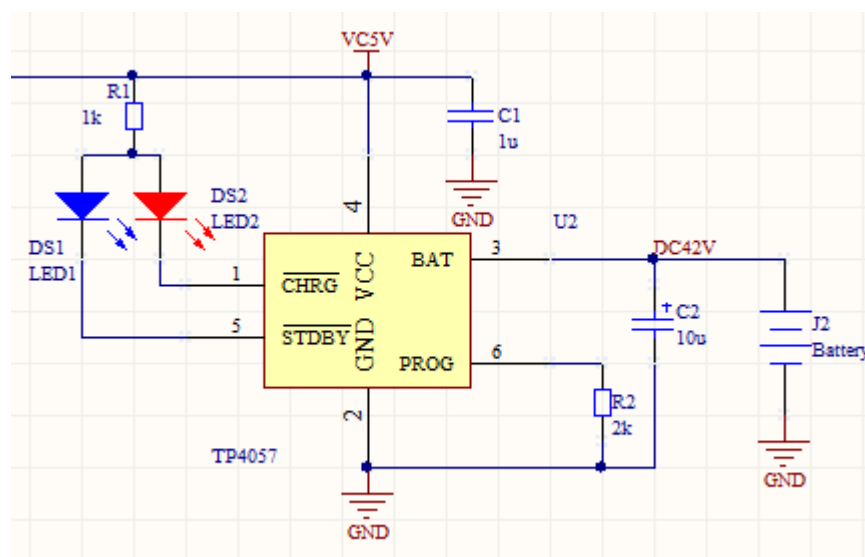 VC5V
R1
1k
C1
1u
GND
DS2
LED2
DS1
LED1
4
U2
1
CHRG
VCC
BAT
3
DC42V
5
STDBY
GND
PROG
6
+
C2
10u
J2
Battery
R2
2k
2
TP4057
GND
GND